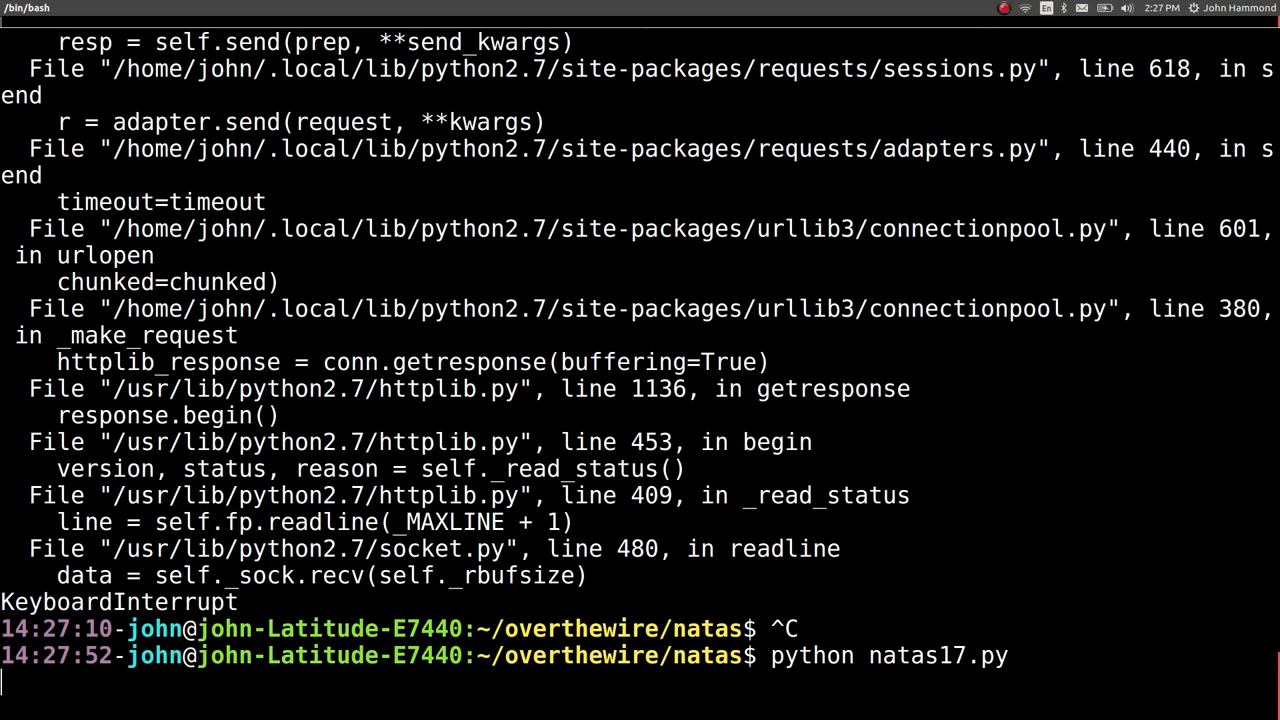 /bin/bash
En
2:27 PM
John Hammond
resp = self.send(prep, **send_kwargs)
File "/home/john/.local/lib/python2.7/site-packages/requests/sessions.py", line 618, in s
end
r = adapter.send(request, **kwargs)
File "/home/john/.local/lib/python2.7/site-packages/requests/adapters.py", line 440, in s
end
timeout=timeout
File "/home/john/.local/lib/python2.7/site-packages/urllib3/connectionpool.py", line 601,
in urlopen
chunked=chunked)
File "/home/john/.local/lib/python2.7/site-packages/urllib3/connectionpool.py", line 380,
in _make_request
httplib_response = conn.getresponse(buffering=True)
File "/usr/lib/python2.7/httplib.py", line 1136, in getresponse
response.begin()
File "/usr/lib/python2.7/httplib.py", line 453, in begin
version, status, reason = self._read_status()
File "/usr/lib/python2.7/httplib.py", line 409, in _read_status
line = self.fp.readline(_MAXLINE + 1)
File "/usr/lib/python2.7/socket.py", line 480, in readline
data = self._sock.recv(self._rbufsize)
KeyboardInterrupt
14:27:10-john@john-Latitude-E7440:~/overthewire/natas$ ^C
14:27:52-john@john-Latitude-E7440:~/overthewire/natas$ python natas17.py